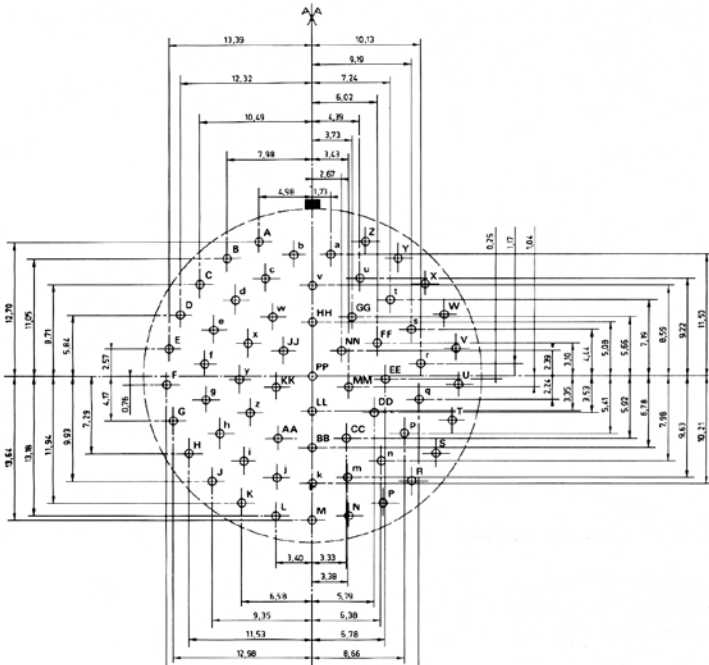 A A
13,39
10,13
9,19
12,32
7,24
6,02
10,49
4,39
3,73
7,98
3,43
2,67
4,98
1,73
A
Z
B
b
a
Y
0,25
1,17
1,04
C
c
u
X
v
D
d
t
W
w
HH
GG
e
s
x
FF
E
JJ
NN
V
f
r
PP
F
y
EE
U
KK
MM
g
q
LL
DD
G
z
T
h
AA
CC
P
BB
H
S
i
n
J
j
k
m
R
K
P
L
M
N
12,70
11,05
8,71
5,84
2,57
4,17
0,76
7,29
9,93
11,94
13,18
13,64
2,39
3,10
4,44
5,08
5,66
7,19
8,59
9,22
11,53
2,24
3,35
3,53
5,41
5,92
6,78
7,98
9,63
10,21
3,40
3,33
3,38
6,58
5,79
9,35
6,38
11,53
6,78
12,98
8,66